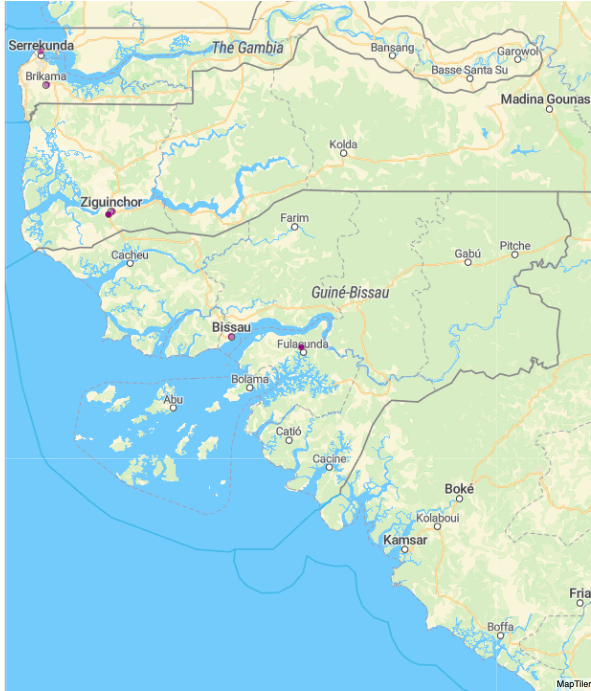 Serrekunda
The Gambia
Bansang
Garowol
Basse Santa Su
Brikama
Madina Gounas
Kolda
Ziguinchor
Farim
Cacheu
Gabú
Pitche
Guiné-Bissau
Bissau
Fulacunda
Bolama
Abu
Catió
Cacine
Boké
Kolaboui
Kamsar
Fria
Boffa
MapTiler